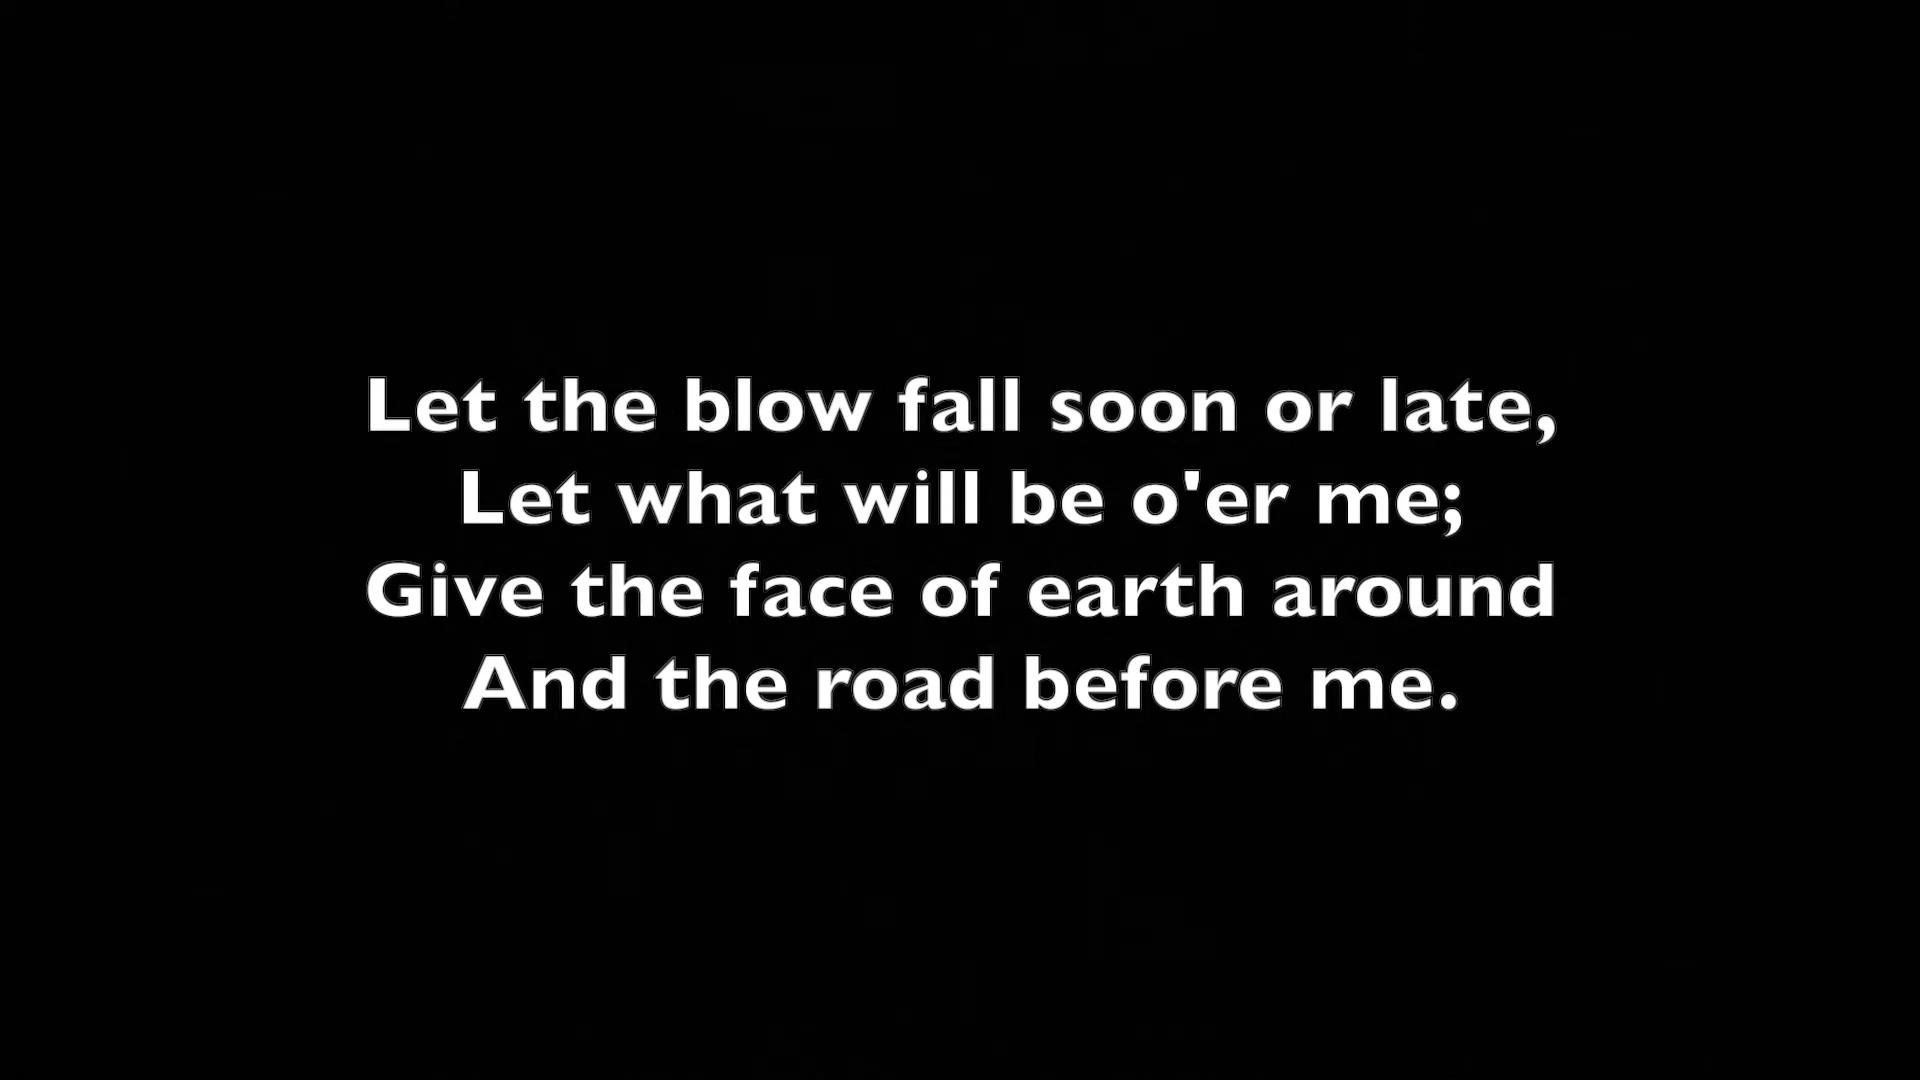 Let the blow fall soon or late,
Let what will be o'er me;
Give the face of earth around
And the road before me.